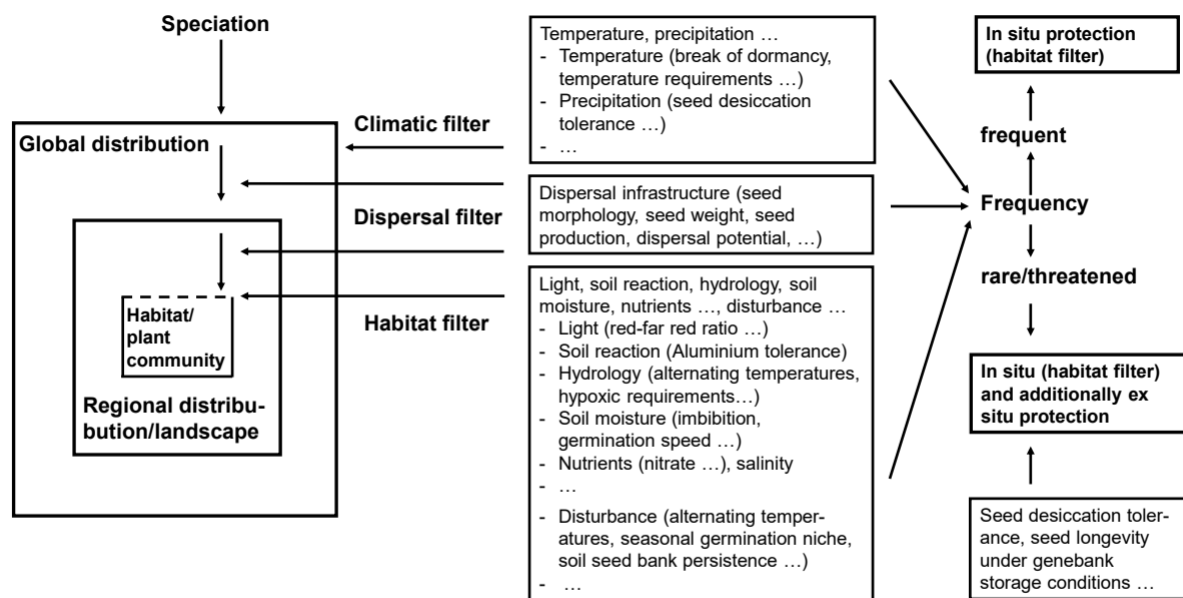 Speciation
Global distribution
Habitat/
plant
community
Regional distribu-
bution/landscape
Climatic filter
Dispersal filter
Habitat filter
Temperature, precipitation …
- Temperature (break of dormancy,
temperature requirements …)
- Precipitation (seed desiccation
tolerance …)
- …
Dispersal infrastructure (seed
morphology, seed weight, seed
production, dispersal potential, …)
Light, soil reaction, hydrology, soil
moisture, nutrients …, disturbance …
- Light (red-far red ratio …)
- Soil reaction (Aluminium tolerance)
- Hydrology (alternating temperatures,
hypoxic requirements…)
- Soil moisture (imbibition,
germination speed …)
- Nutrients (nitrate …), salinity
- …
- Disturbance (alternating temper-
atures, seasonal germination niche,
soil seed bank persistence …)
- …
In situ protection
(habitat filter)
frequent
Frequency
rare/threatened
In situ (habitat filter)
and additionally ex
situ protection
Seed desiccation toler-
ance, seed longevity
under genebank
storage conditions …